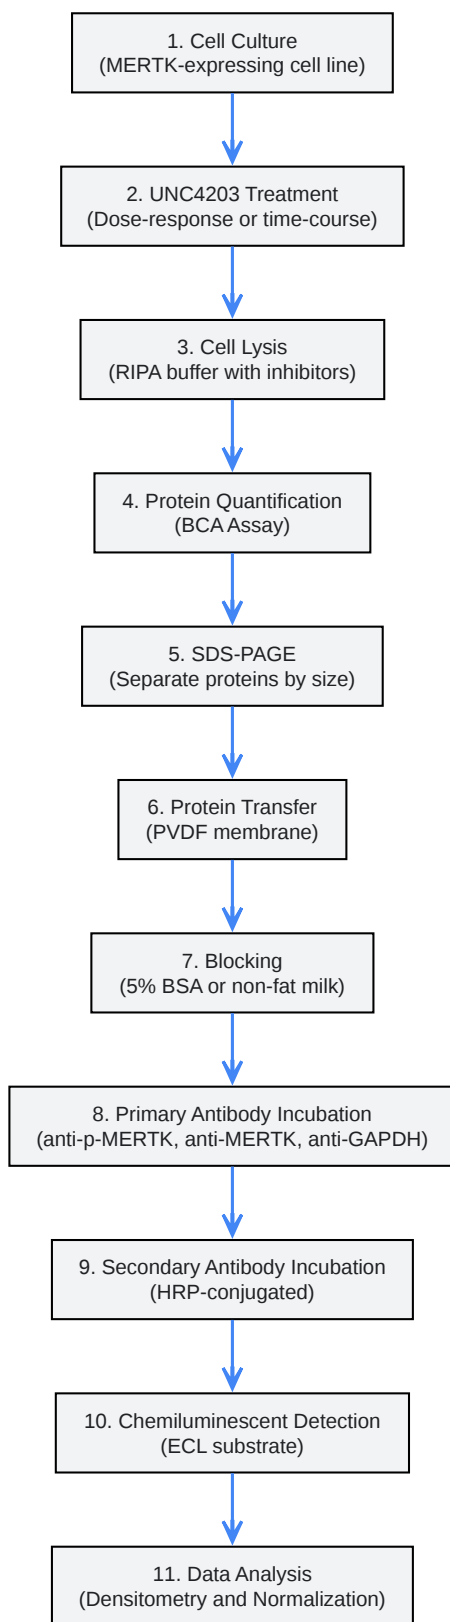 1. Cell Culture
(MERTK-expressing cell line)
2. UNC4203 Treatment
(Dose-response or time-course)
3. Cell Lysis
(RIPA buffer with inhibitors)
4. Protein Quantification
(BCA Assay)
5. SDS-PAGE
(Separate proteins by size)
6. Protein Transfer
(PVDF membrane)
7. Blocking
(5% BSA or non-fat milk)
8. Primary Antibody Incubation
(anti-p-MERTK, anti-MERTK, anti-GAPDH)
9. Secondary Antibody Incubation
(HRP-conjugated)
10. Chemiluminescent Detection
(ECL substrate)
11. Data Analysis
(Densitometry and Normalization)